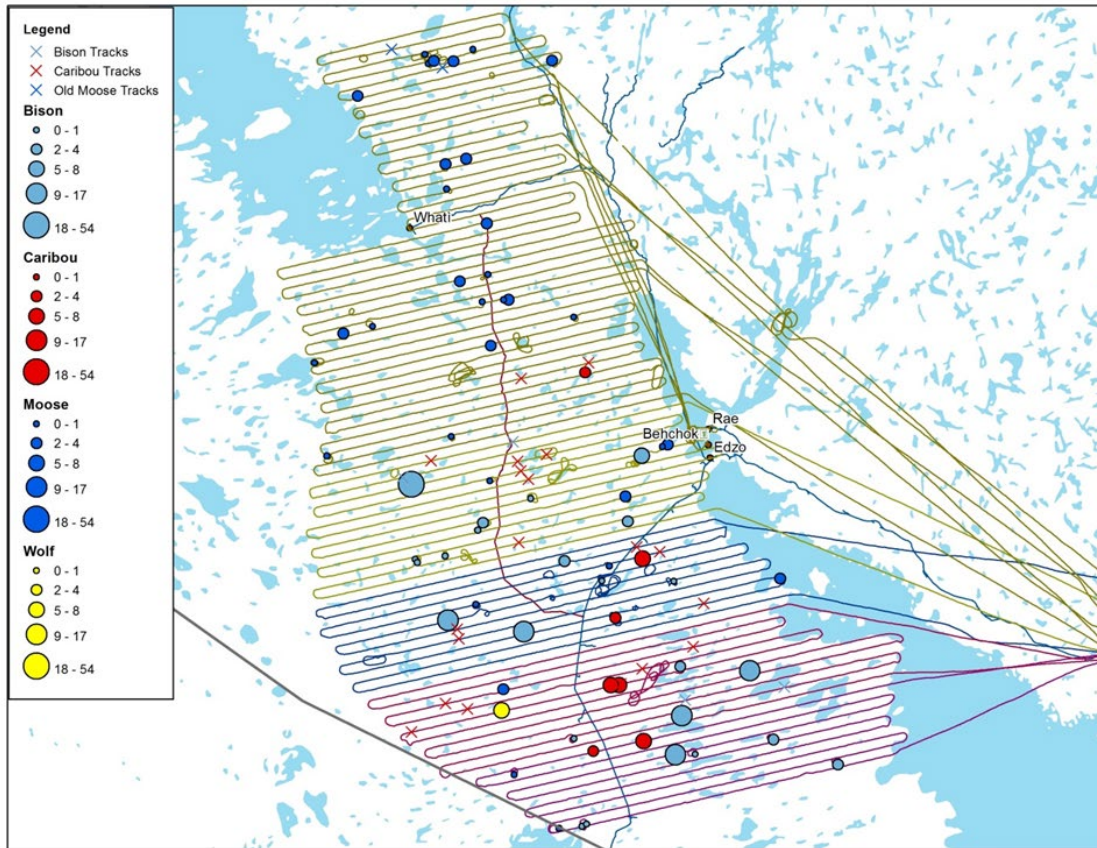 Legend
Bison Tracks
Caribou Tracks
Old Moose Tracks
Bison
0 - 1
2 - 4
5 - 8
9 - 17
18 - 54
Caribou
0 - 1
2 - 4
5 - 8
9 - 17
18 - 54
Moose
0 - 1
2 - 4
5 - 8
9 - 17
18 - 54
Wolf
0 - 1
2 - 4
5 - 8
9 - 17
18 - 54
Whati
Rae
Behchok
Edzo